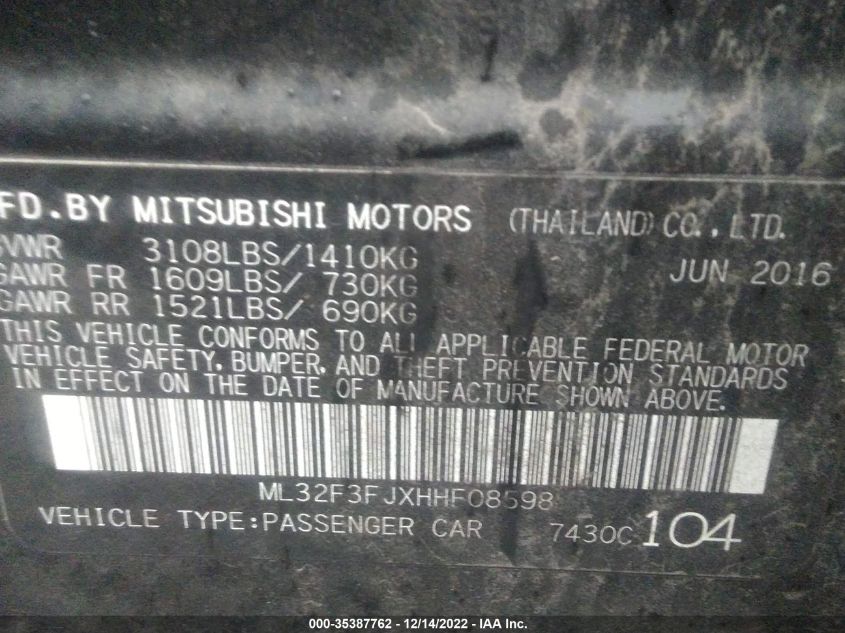 FD. BY MITSUBISHI MOTORS (THAILAND) CO., LTD.
GVWR 3108LBS/1410KG JUN 2016
GAWR FR 1609LBS/ 730KG
GAWR RR 1521LBS/ 690KG
THIS VEHICLE CONFORMS TO ALL APPLICABLE FEDERAL MOTOR
VEHICLE SAFETY, BUMPER, AND THEFT PREVENTION STANDARDS
IN EFFECT ON THE DATE OF MANUFACTURE SHOWN ABOVE.
ML32F3FJXHHF08598
VEHICLE TYPE:PASSENGER CAR 7430C 104
000-35387762 - 12/14/2022 - IAA Inc.